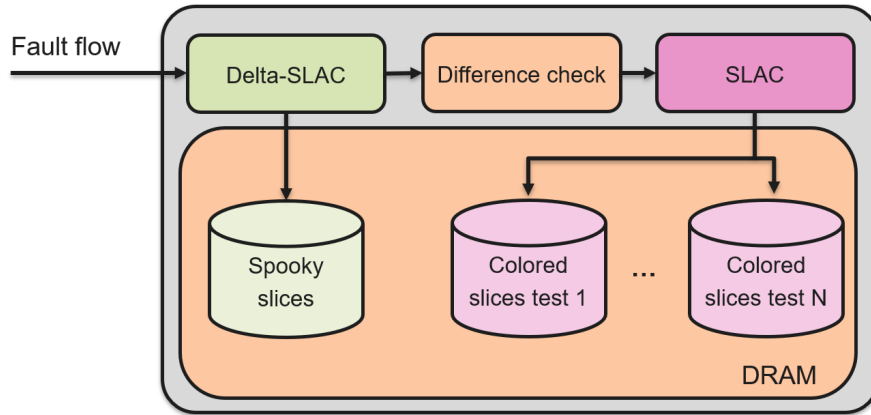 Fault flow
Delta-SLAC
Difference check
SLAC
Spooky
slices
Colored
slices test 1
...
Colored
slices test N
DRAM